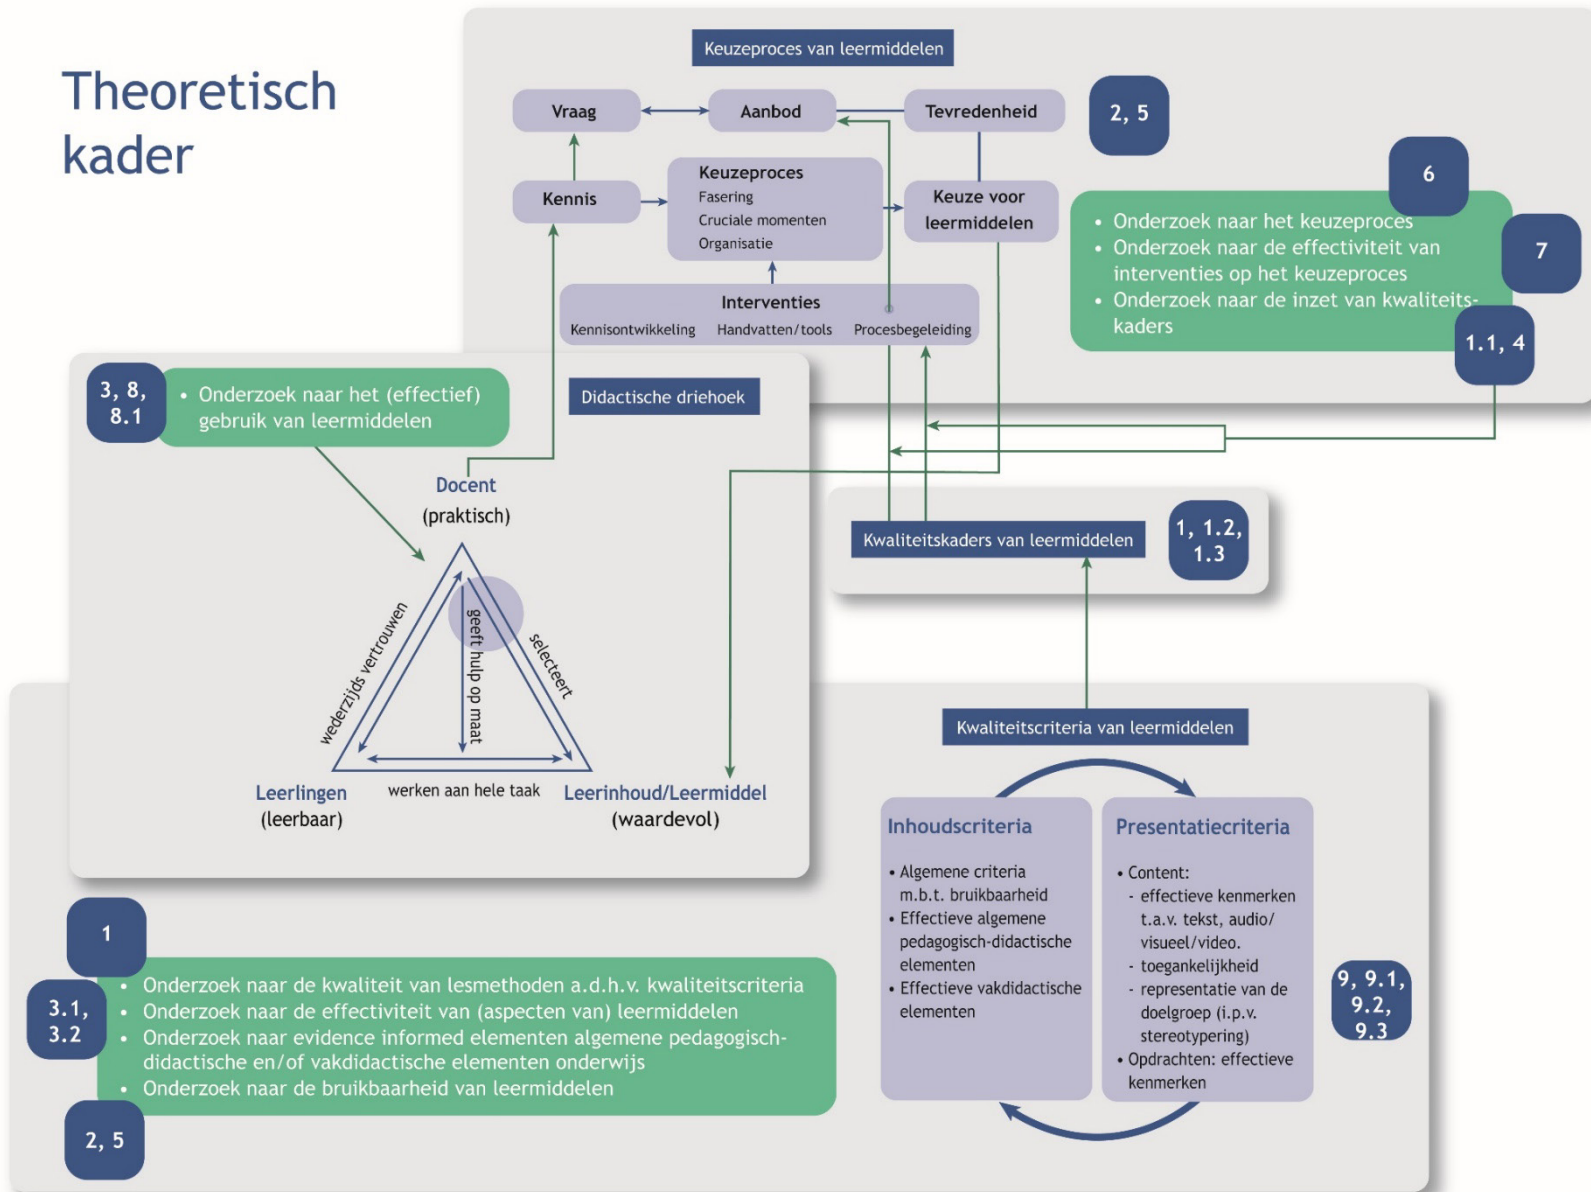 Theoretisch
kader
Keuzeproces van leermiddelen
Vraag
Aanbod
Tevredenheid
2, 5
Kennis
Keuzeproces
Fasering
Cruciale momenten
Organisatie
Keuze voor
leermiddelen
6
• Onderzoek naar het keuzeproces
• Onderzoek naar de effectiviteit van
interventies op het keuzeproces
• Onderzoek naar de inzet van kwaliteits-
kaders
7
1.1, 4
Interventies
Kennisontwikkeling
Handvatten/tools
Procesbegeleiding
3, 8,
8.1
• Onderzoek naar het (effectief)
gebruik van leermiddelen
Didactische driehoek
Docent
(praktisch)
wederzijds vertrouwen
geeft hulp op maat
selecteert
Leerlingen
(leerbaar)
werken aan hele taak
Leerinhoud/Leermiddel
(waardevol)
Kwaliteitskaders van leermiddelen
1, 1.2,
1.3
Kwaliteitscriteria van leermiddelen
Inhoudscriteria
• Algemene criteria
m.b.t. bruikbaarheid
• Effectieve algemene
pedagogisch-didactische
elementen
• Effectieve vakdidactische
elementen
Presentatiecriteria
• Content:
- effectieve kenmerken
t.a.v. tekst, audio/
visueel/video.
- toegankelijkheid
- representatie van de
doelgroep (i.p.v.
stereotypering)
• Opdrachten: effectieve
kenmerken
9, 9.1,
9.2,
9.3
1
3.1,
3.2
• Onderzoek naar de kwaliteit van lesmethoden a.d.h.v. kwaliteitscriteria
• Onderzoek naar de effectiviteit van (aspecten van) leermiddelen
• Onderzoek naar evidence informed elementen algemene pedagogisch-
didactische en/of vakdidactische elementen onderwijs
• Onderzoek naar de bruikbaarheid van leermiddelen
2, 5